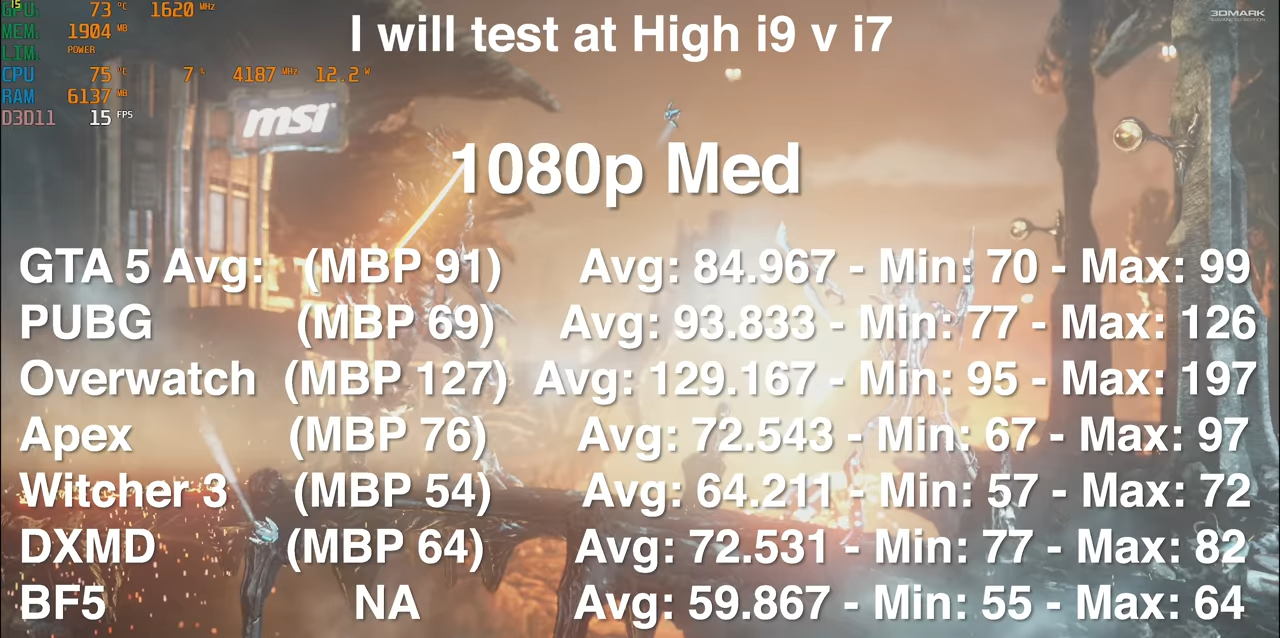 15
GPU 73 °C 1620 MHz
MEM 1904 MB
LIM POWER
CPU 75 °C 7 % 4187 MHz 12.2 W
RAM 6137 MB
D3D11 15 FPS
I will test at High i9 v i7
3DMARK
ADVANCED EDITION
msi
1080p Med
GTA 5 Avg: (MBP 91) Avg: 84.967 - Min: 70 - Max: 99
PUBG (MBP 69) Avg: 93.833 - Min: 77 - Max: 126
Overwatch (MBP 127) Avg: 129.167 - Min: 95 - Max: 197
Apex (MBP 76) Avg: 72.543 - Min: 67 - Max: 97
Witcher 3 (MBP 54) Avg: 64.211 - Min: 57 - Max: 72
DXMD (MBP 64) Avg: 72.531 - Min: 77 - Max: 82
BF5 NA Avg: 59.867 - Min: 55 - Max: 64